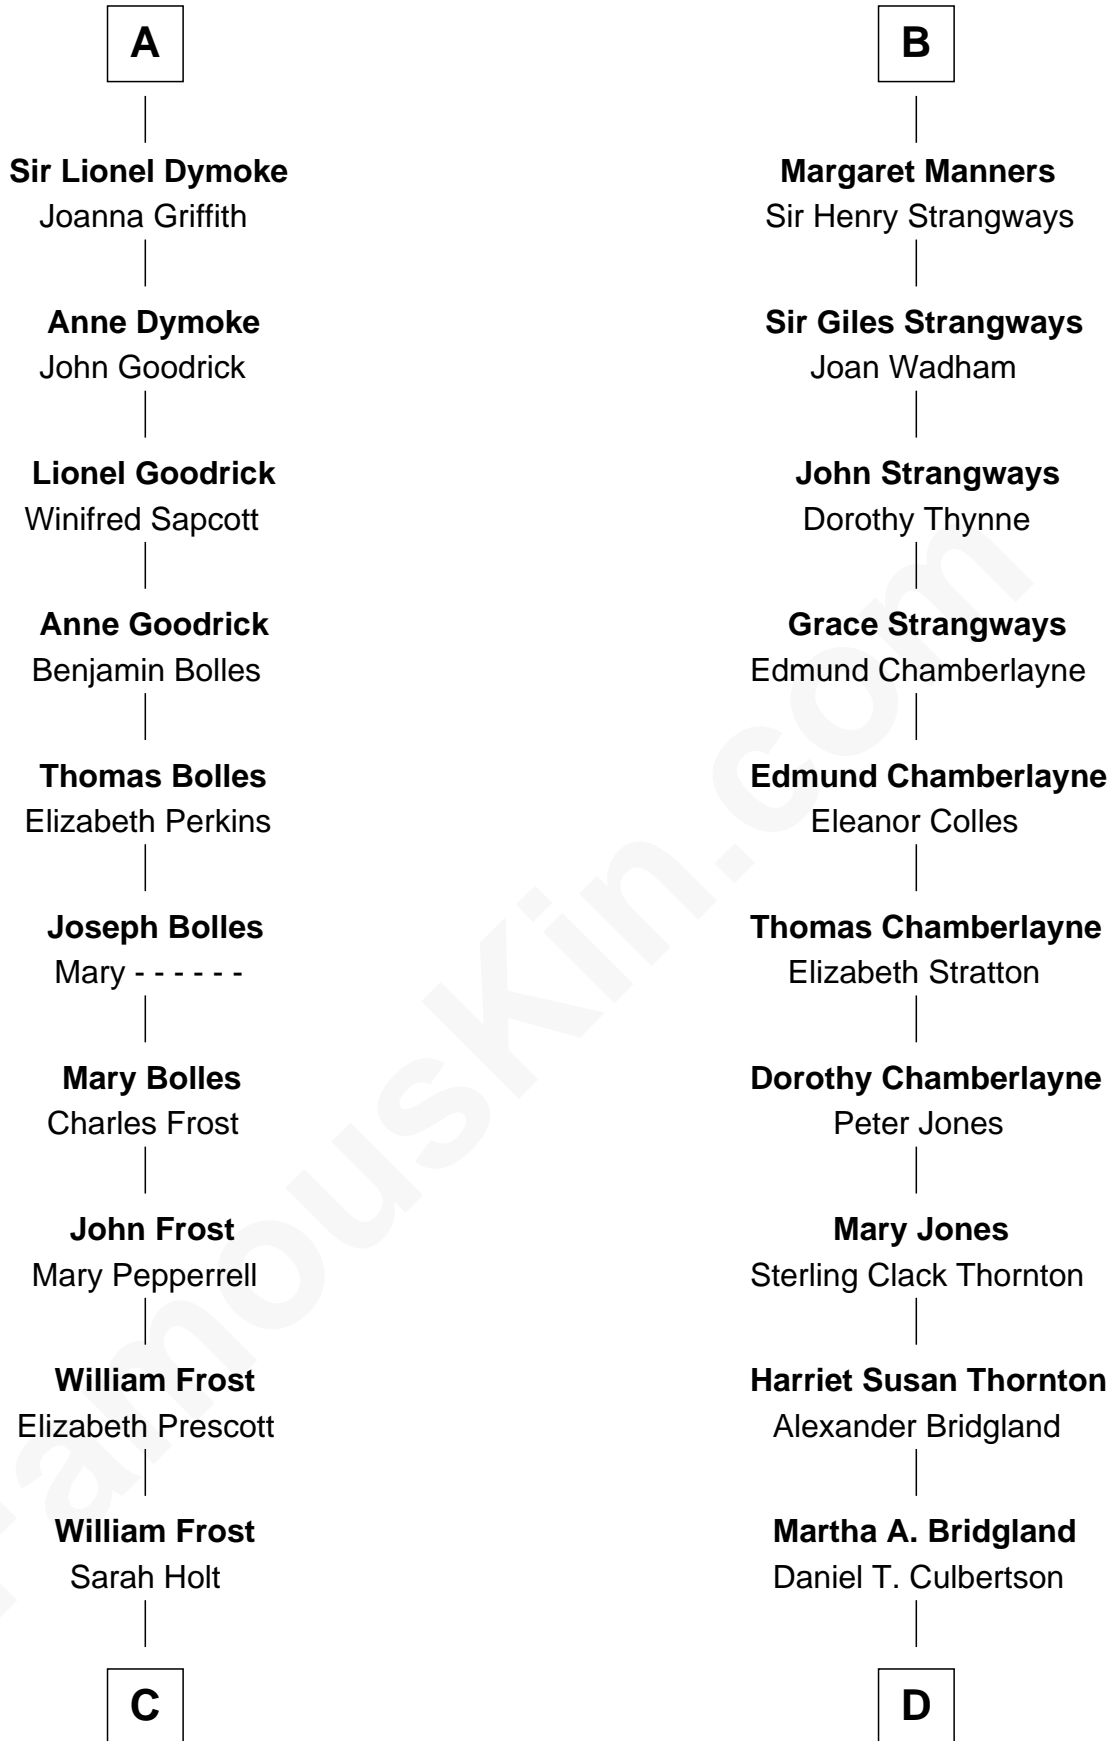 A
Sir Lionel Dymoke
Joanna Griffith
Anne Dymoke
John Goodrick
Lionel Goodrick
Winifred Sapcott
Anne Goodrick
Benjamin Bolles
Thomas Bolles
Elizabeth Perkins
Joseph Bolles
Mary - - - - - -
Mary Bolles
Charles Frost
John Frost
Mary Pepperrell
William Frost
Elizabeth Prescott
William Frost
Sarah Holt
C
B
Margaret Manners
Sir Henry Strangways
Sir Giles Strangways
Joan Wadham
John Strangways
Dorothy Thynne
Grace Strangways
Edmund Chamberlayne
Edmund Chamberlayne
Eleanor Colles
Thomas Chamberlayne
Elizabeth Stratton
Dorothy Chamberlayne
Peter Jones
Mary Jones
Sterling Clack Thornton
Harriet Susan Thornton
Alexander Bridgland
Martha A. Bridgland
Daniel T. Culbertson
D
FamousKin.com